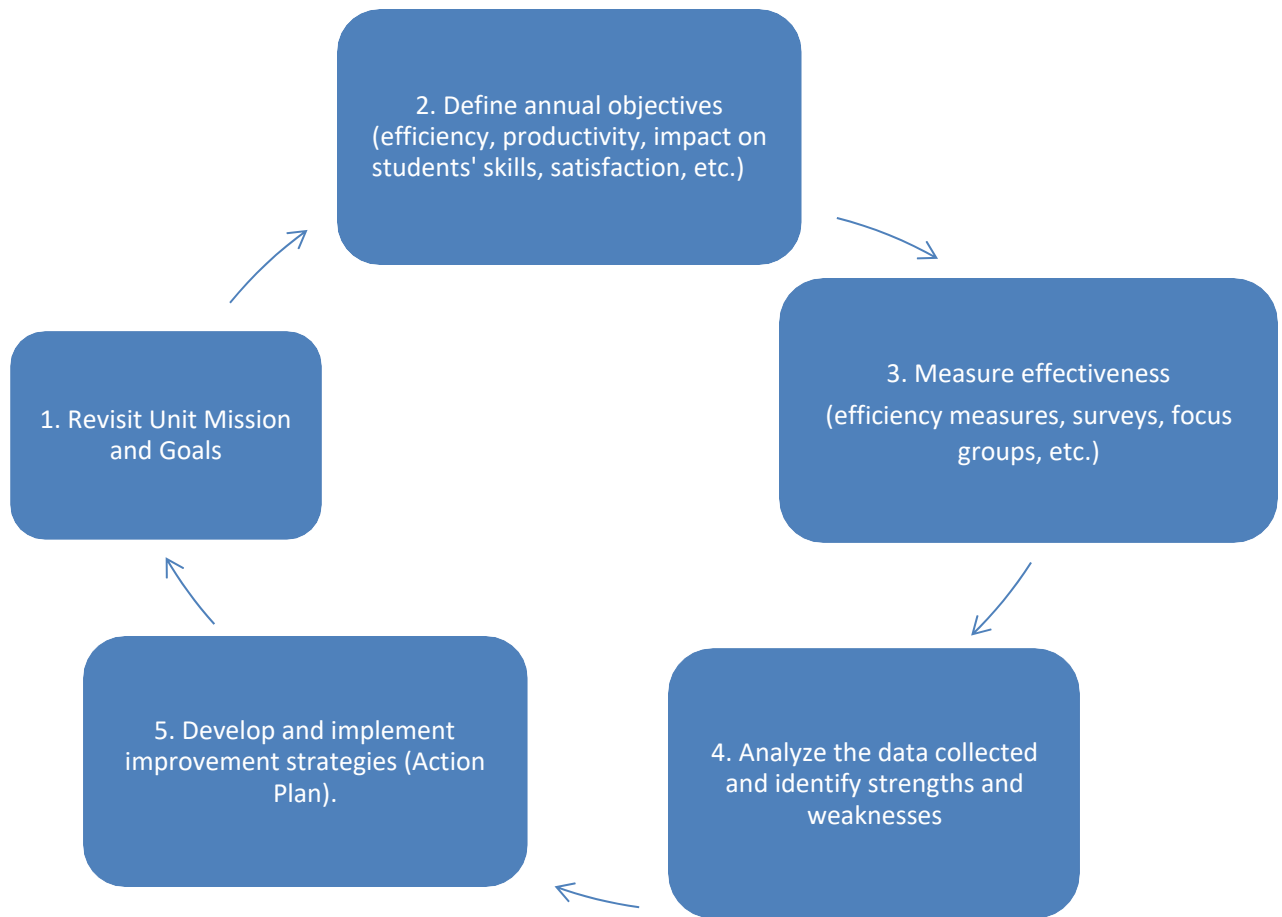 1. Revisit Unit Mission
and Goals
2. Define annual objectives
(efficiency, productivity, impact on
students' skills, satisfaction, etc.)
3. Measure effectiveness
(efficiency measures, surveys, focus
groups, etc.)
4. Analyze the data collected
and identify strengths and
weaknesses
5. Develop and implement
improvement strategies (Action
Plan).